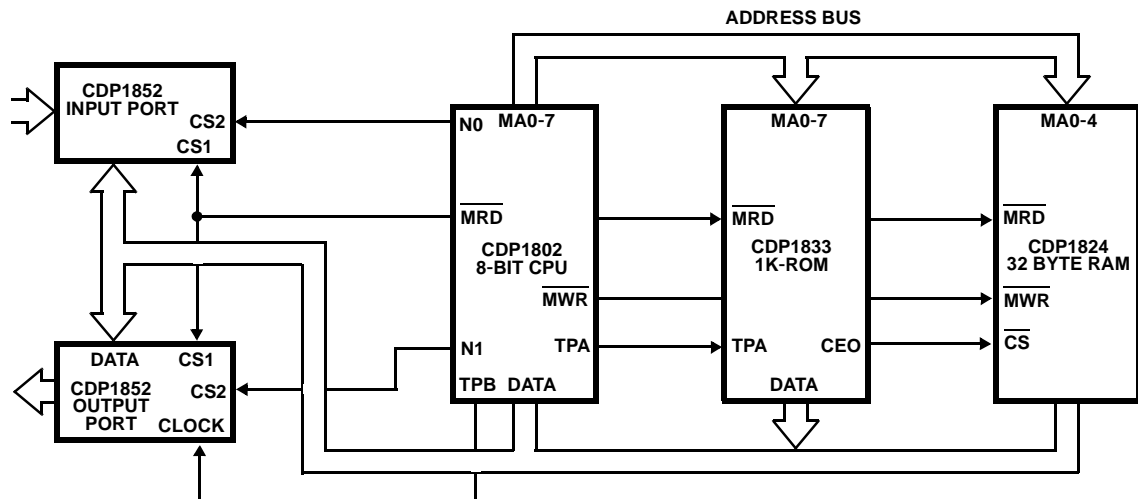 ADDRESS BUS
CDP1852
INPUT PORT
CS2
CS1
N0
MA0-7
MRD
CDP1802
8-BIT CPU
MWR
N1
TPA
TPB
DATA
MA0-7
MRD
CDP1833
1K-ROM
TPA
CEO
DATA
MA0-4
MRD
CDP1824
32 BYTE RAM
MWR
CS
DATA
CS1
CDP1852
OUTPUT
PORT
CS2
CLOCK